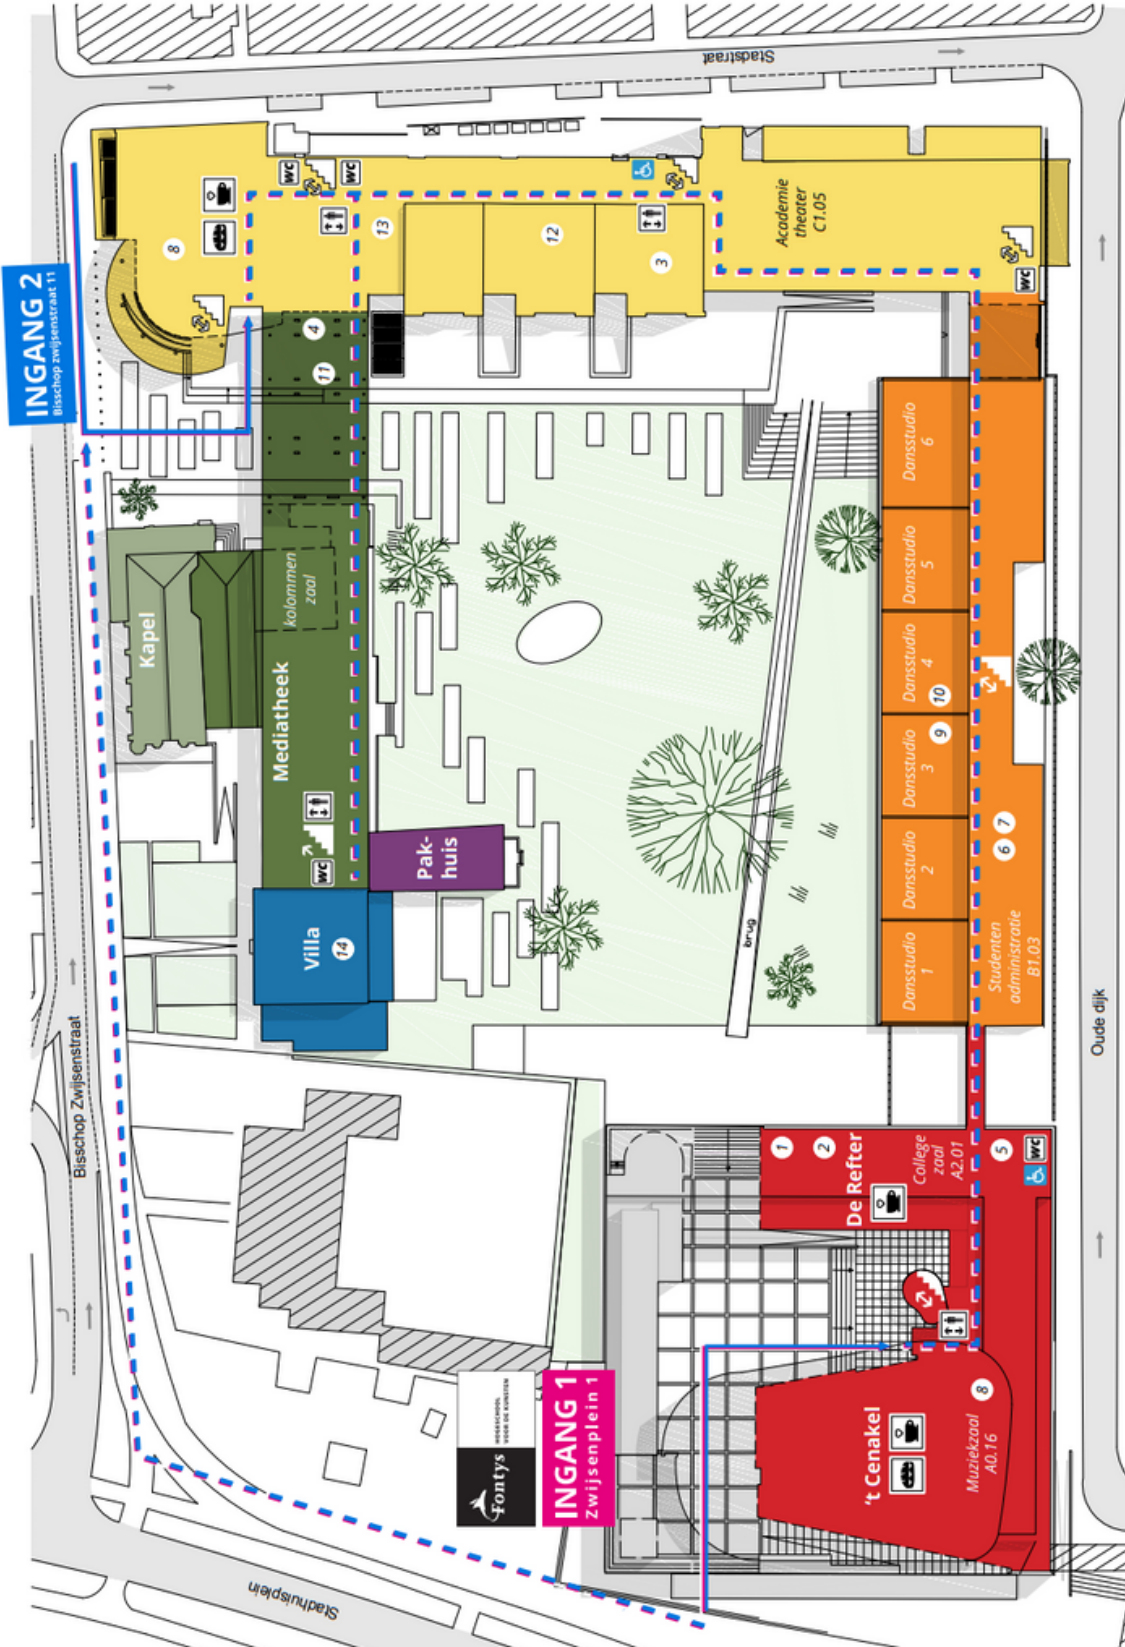 Stadstraat
INGANG 2
Bisschop zwijsenstraat 11
8
WC
WC
13
12
3
Academie
theater
C1.05
WC
4
11
kolommen
zaal
Kapel
Mediatheek
WC
Pak-
huis
Villa
14
brug
Dansstudio
6
Dansstudio
5
Dansstudio
4
10
Dansstudio
3
9
Dansstudio
2
Dansstudio
1
6
7
Studenten
administratie
B1.03
Oude dijk
Bisschop Zwijsenstraat
1
2
De Refter
College
zaal
A2.01
5
WC
't Cenakel
Muziekzaal
A0.16
8
Fontys
HOGESCHOOL
VOOR DE KUNSTEN
INGANG 1
Zwijsenplein 1
Stadhuisplein